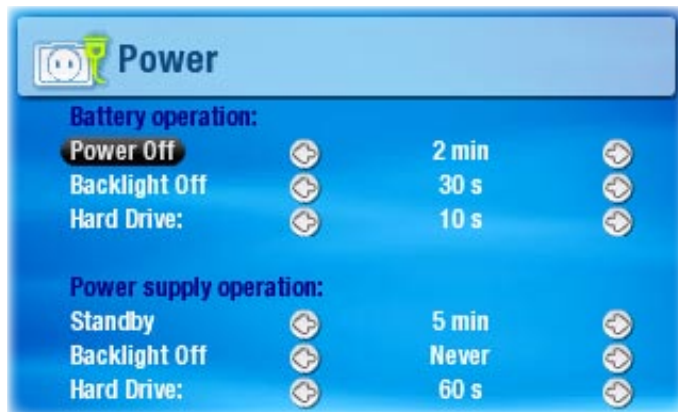 Power
Battery operation:
Power Off 2 min
Backlight Off 30 s
Hard Drive: 10 s
Power supply operation:
Standby 5 min
Backlight Off Never
Hard Drive: 60 s